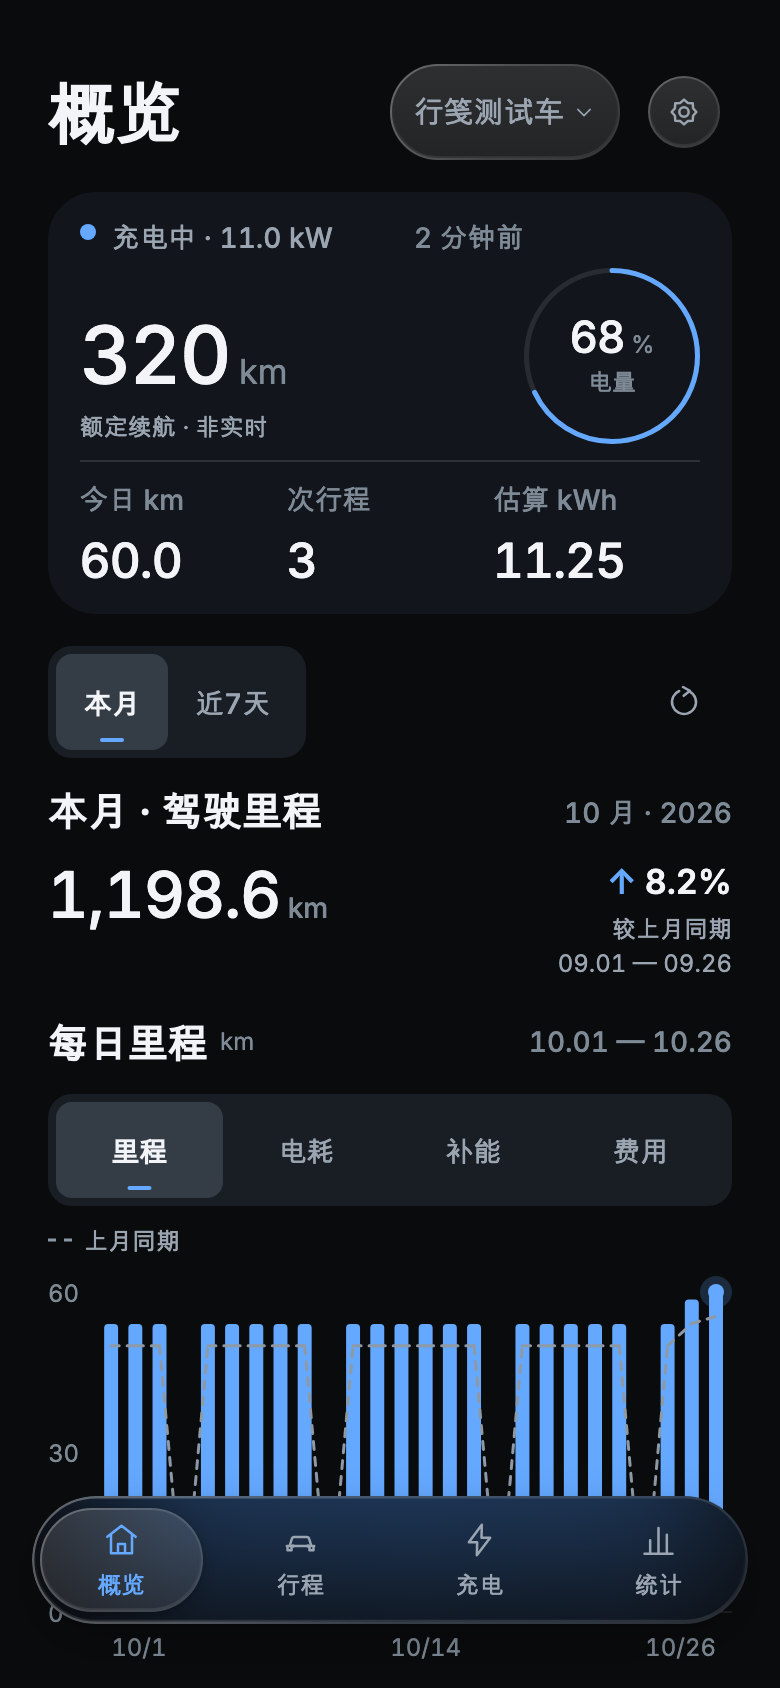 概览
行笺测试车
充电中 · 11.0 kW
2 分钟前
320 km
68 %
电量
额定续航 · 非实时
今日 km
次行程
估算 kWh
60.0
3
11.25
本月
近7天
本月 · 驾驶里程
10 月 · 2026
1,198.6 km
↑ 8.2%
较上月同期
09.01 — 09.26
每日里程 km
10.01 — 10.26
里程
电耗
补能
费用
上月同期
60
30
0
概览
行程
充电
统计
10/1
10/14
10/26